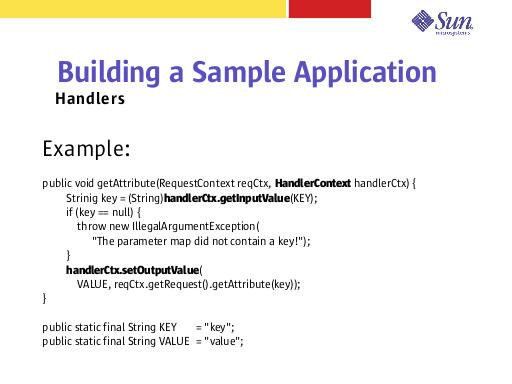 Sun
microsystems
Building a Sample Application
Handlers
Example:
public void getAttribute(RequestContext reqCtx, HandlerContext handlerCtx) {
Strinig key = (String)handlerCtx.getInputValue(KEY);
if (key == null) {
throw new IllegalArgumentException(
"The parameter map did not contain a key!");
}
handlerCtx.setOutputValue(
VALUE, reqCtx.getRequest().getAttribute(key));
}
public static final String KEY = "key";
public static final String VALUE = "value";